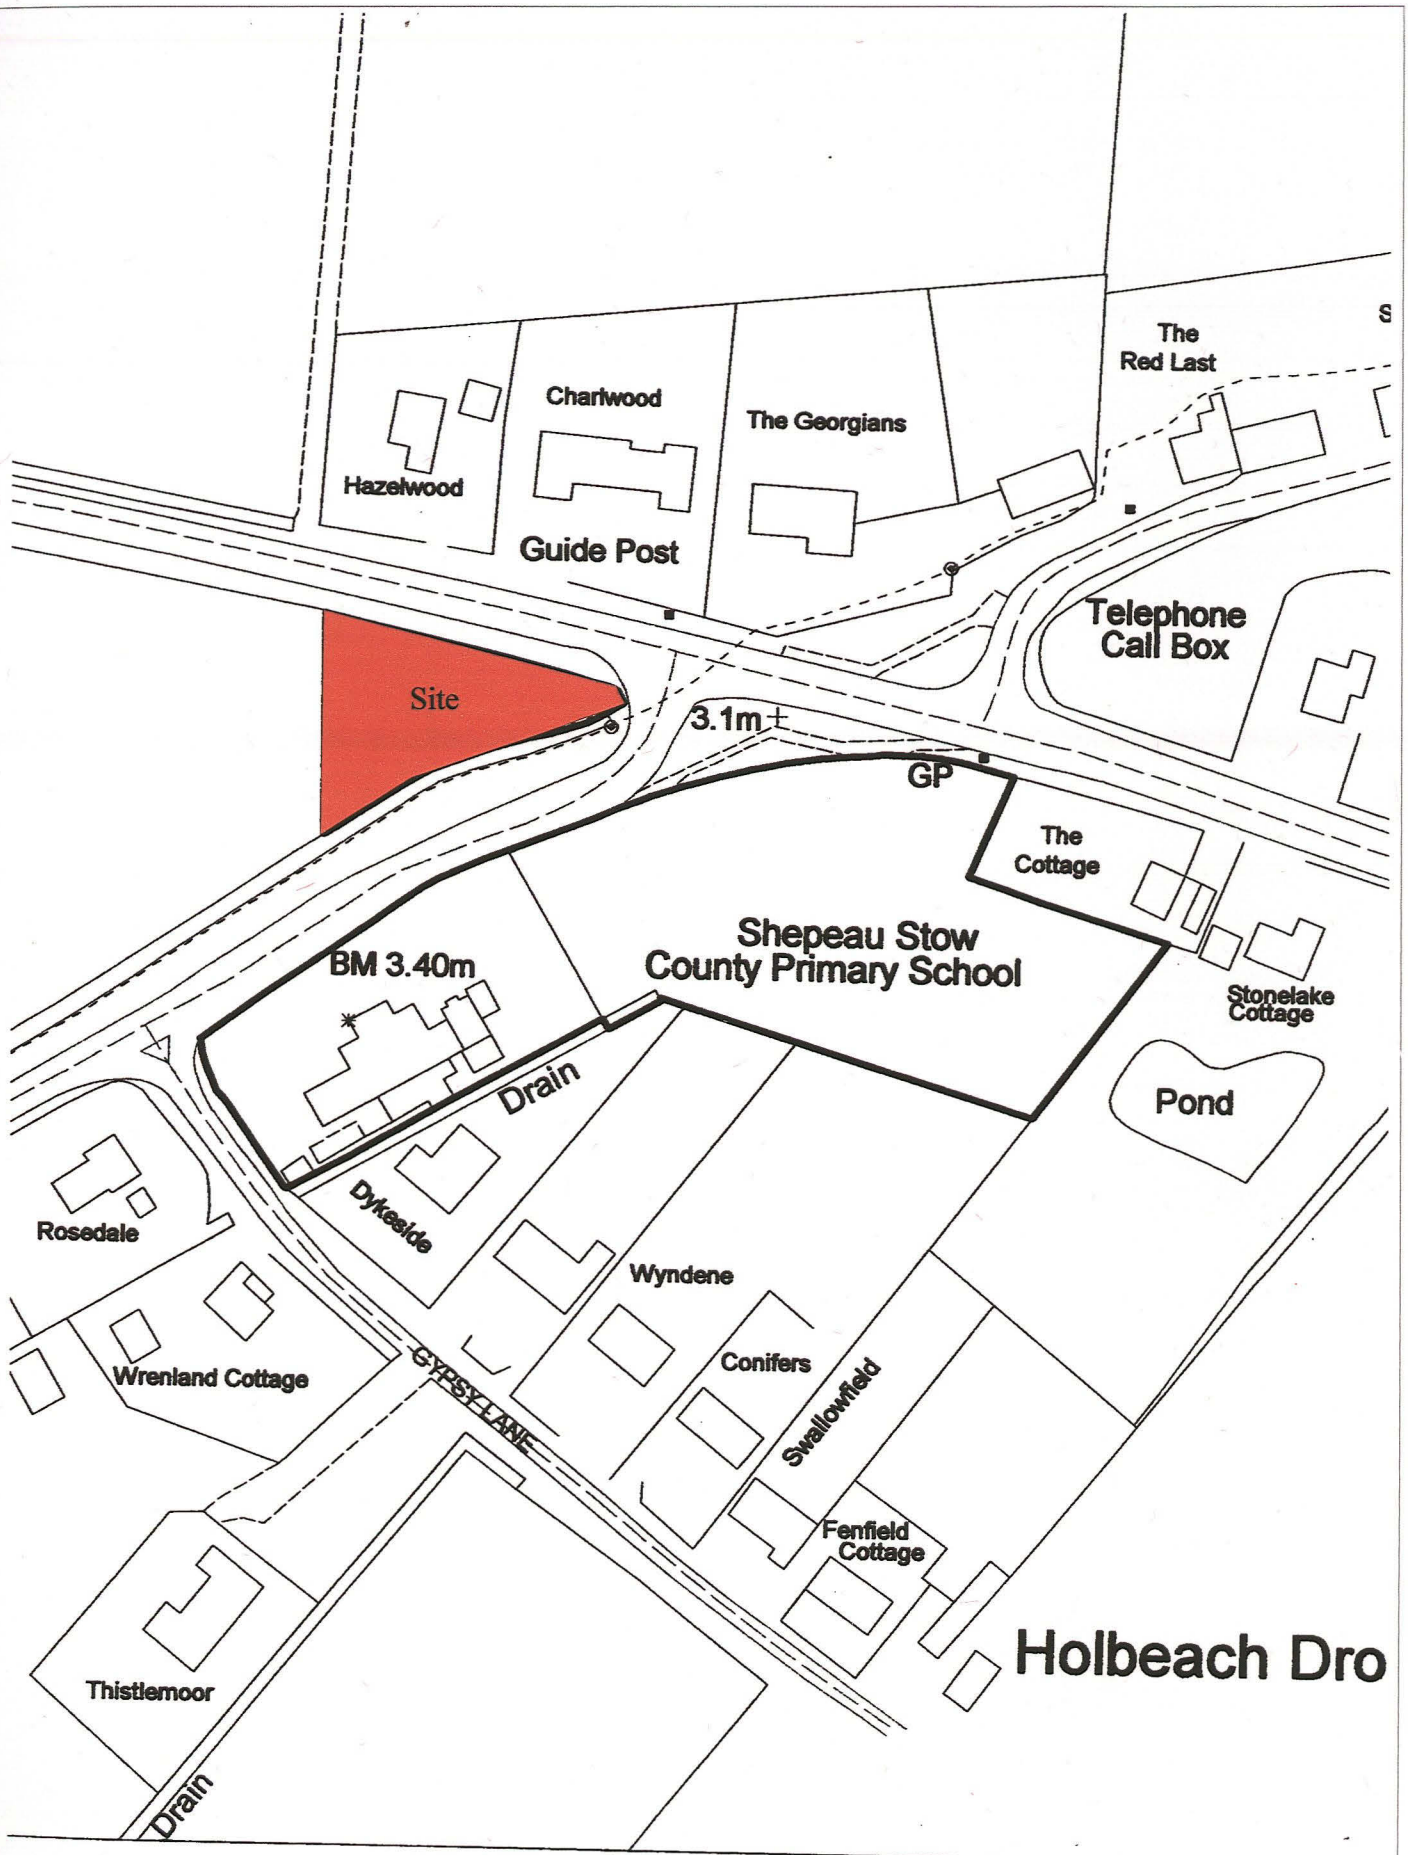 The
Red Last
S
Charlwood
The Georgians
Hazelwood
Guide Post
Telephone
Call Box
Site
3.1m
GP
The
Cottage
Shepeau Stow
County Primary School
BM 3.40m
Stonelake
Cottage
Drain
Pond
Dykeside
Rosedale
Wyndene
Wrenland Cottage
GYPSY LANE
Conifers
Swallowfield
Fenfield
Cottage
Holbeach Dro
Thistlemoor
Drain